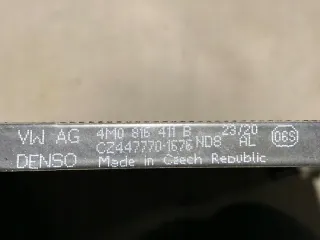 VW AG 4M0 816 411 B 23/20
CZ447770-1676 ND8 AL 06S
DENSO Made in Czech Republic